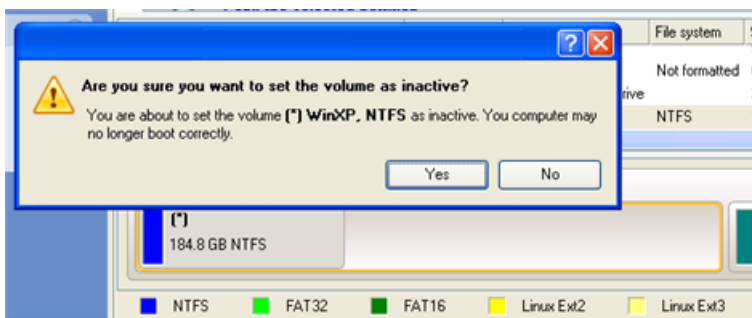 File system
Not formatted
rive
NTFS
Are you sure you want to set the volume as inactive?
You are about to set the volume (*) WinXP, NTFS as inactive. You computer may
no longer boot correctly.
Yes
No
(*)
184.8 GB NTFS
NTFS
FAT32
FAT16
Linux Ext2
Linux Ext3